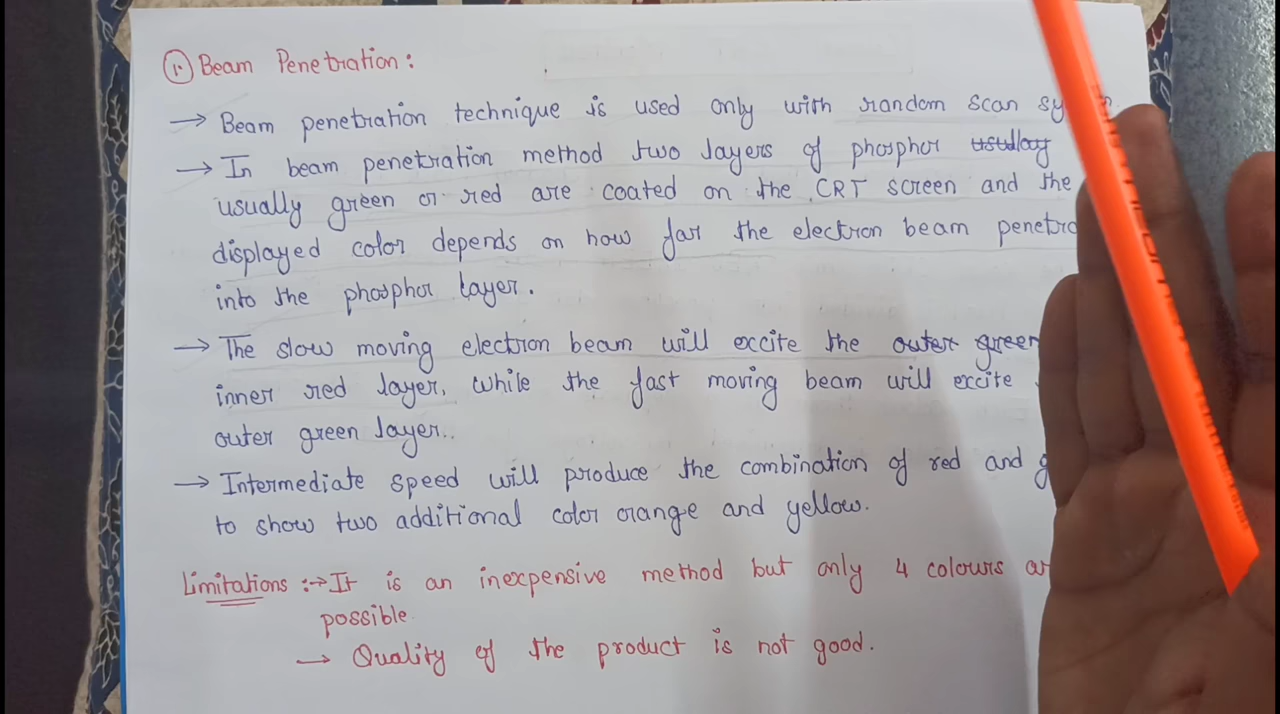 1. Beam Penetration :
→ Beam penetration technique is used only with random scan
→ In beam penetration method two layers of phosphor usullay
usually green or red are coated on the CRT screen and the
displayed color depends on how far the electron beam
into the phosphor layer.
→ The slow moving electron beam will excite the outer green
inner red layer, while the fast moving beam will excite
outer green layer..
→ Intermediate speed will produce the combination of red and
to show two additional color orange and yellow.
Limitations :→ It is an inexpensive method but only 4 colours
possible.
→ Quality of the product is not good.